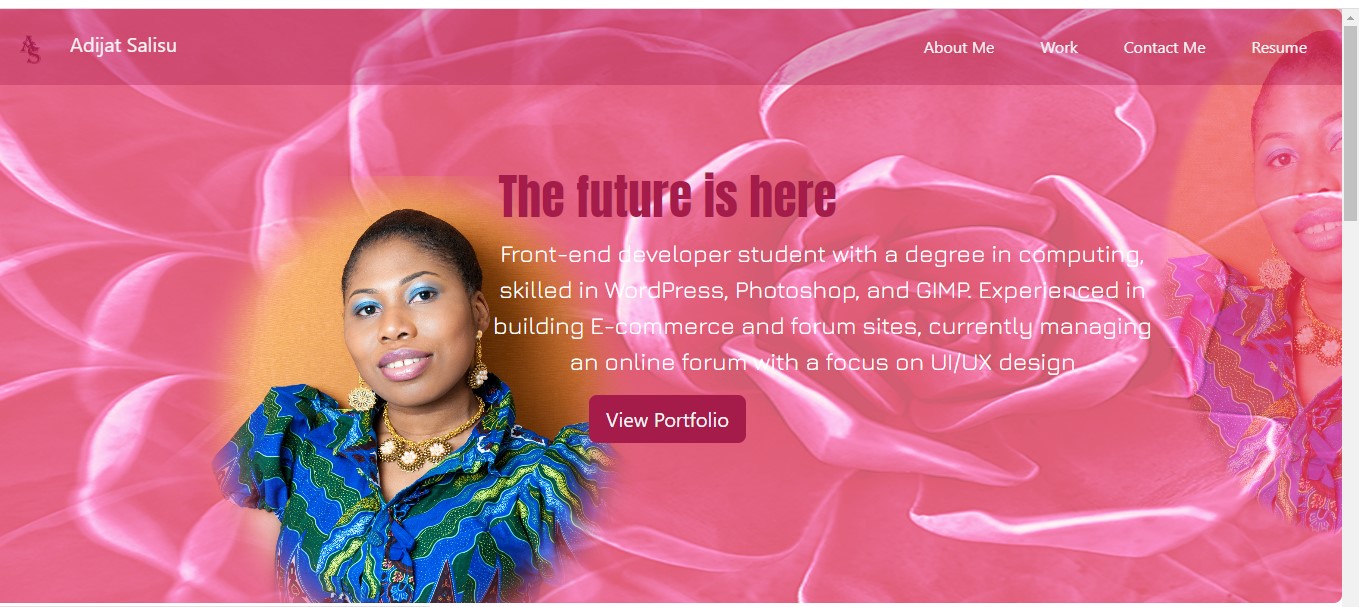 AS
Adijat Salisu
About Me
Work
Contact Me
Resume
The future is here
Front-end developer student with a degree in computing,
skilled in WordPress, Photoshop, and GIMP. Experienced in
building E-commerce and forum sites, currently managing
an online forum with a focus on UI/UX design
View Portfolio